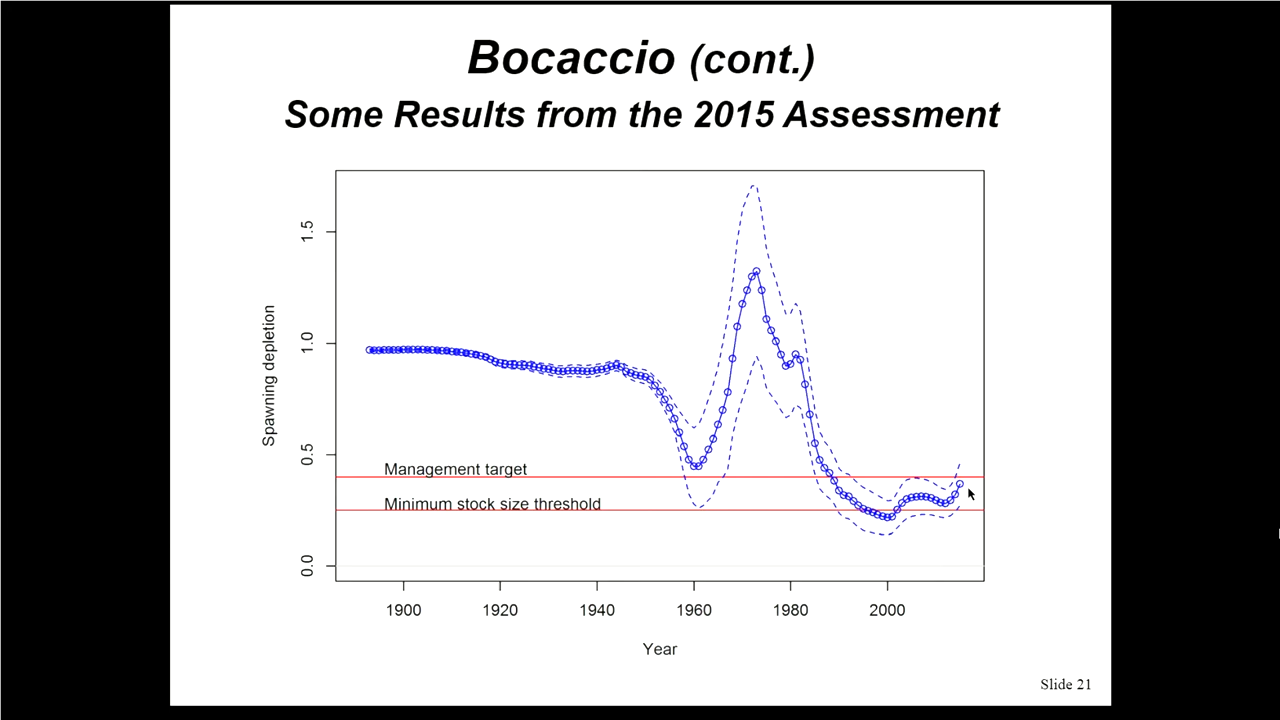 Bocaccio (cont.)
Some Results from the 2015 Assessment
1.5
1.0
0.5
0.0
Spawning depletion
Management target
Minimum stock size threshold
1900 1920 1940 1960 1980 2000
Year
Slide 21